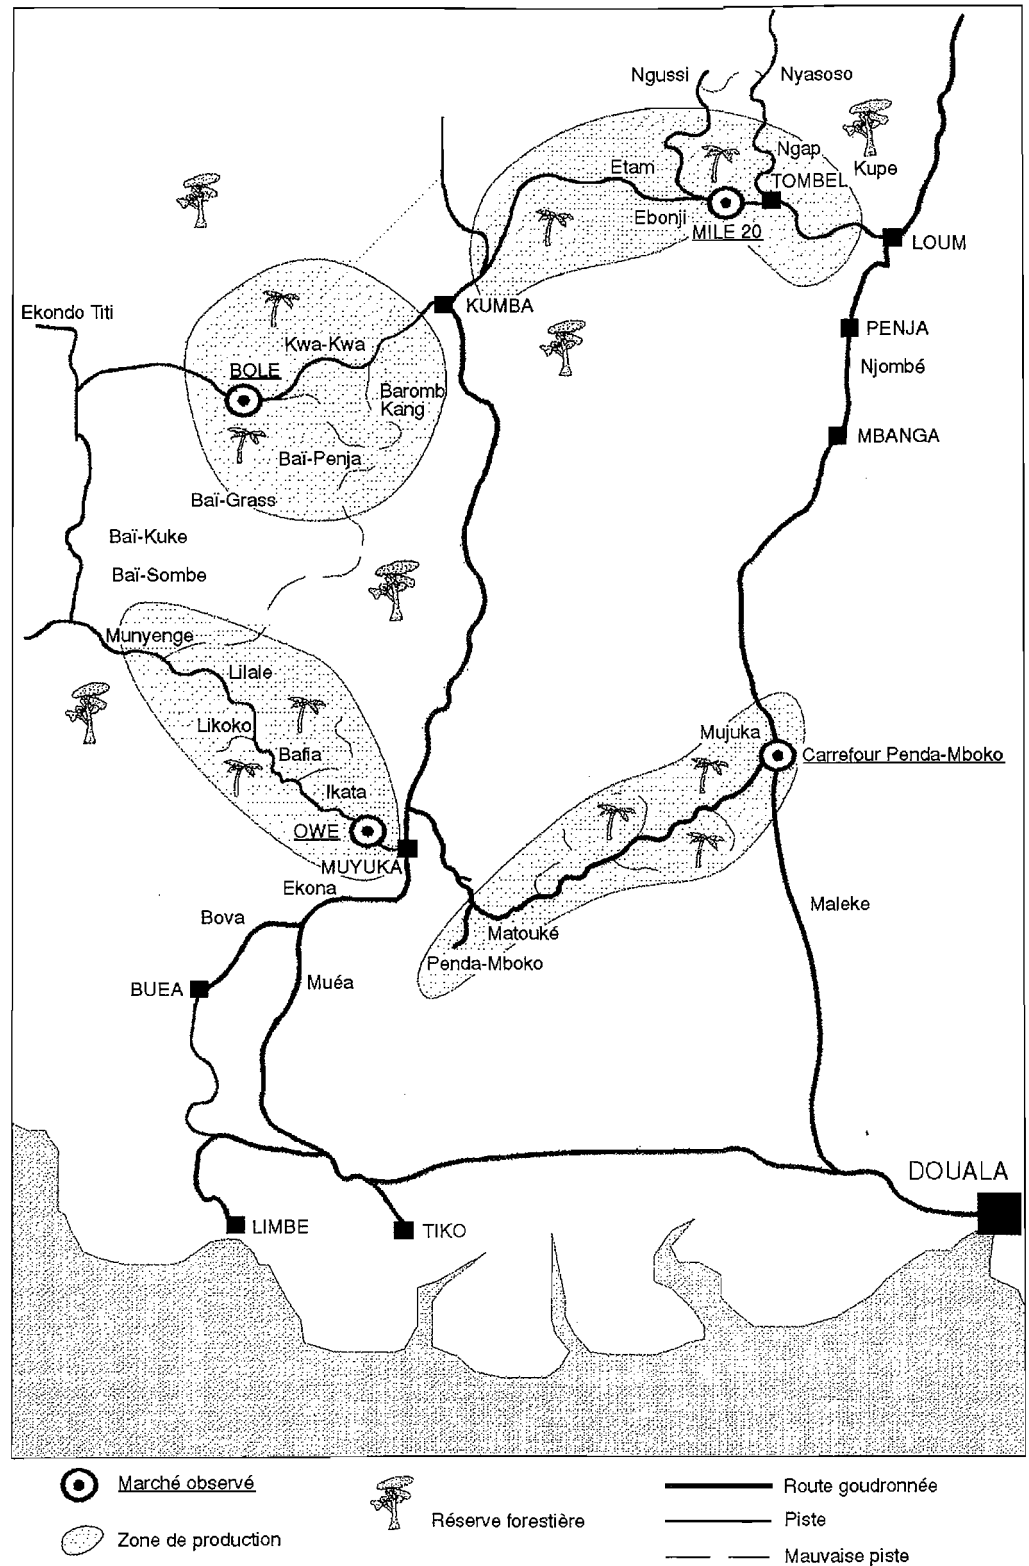 Ngussi
Nyasoso
Ngap
Kupe
Etam
TOMBEL
Ebonji
MILE 20
LOUM
Ekondo Titi
KUMBA
PENJA
Kwa-Kwa
Njombé
BOLE
Baromb
Kang
MBANGA
Baï-Penja
Baï-Grass
Baï-Kuke
Baï-Sombe
Munyenge
Lilale
Likoko
Mujuka
Bafia
Carrefour Penda-Mboko
Ikata
OWE
MUYUKA
Ekona
Bova
Maleke
Matouké
Penda-Mboko
BUEA
Muéa
DOUALA
LIMBE
TIKO
Marché observé
Zone de production
Réserve forestière
Route goudronnée
Piste
Mauvaise piste